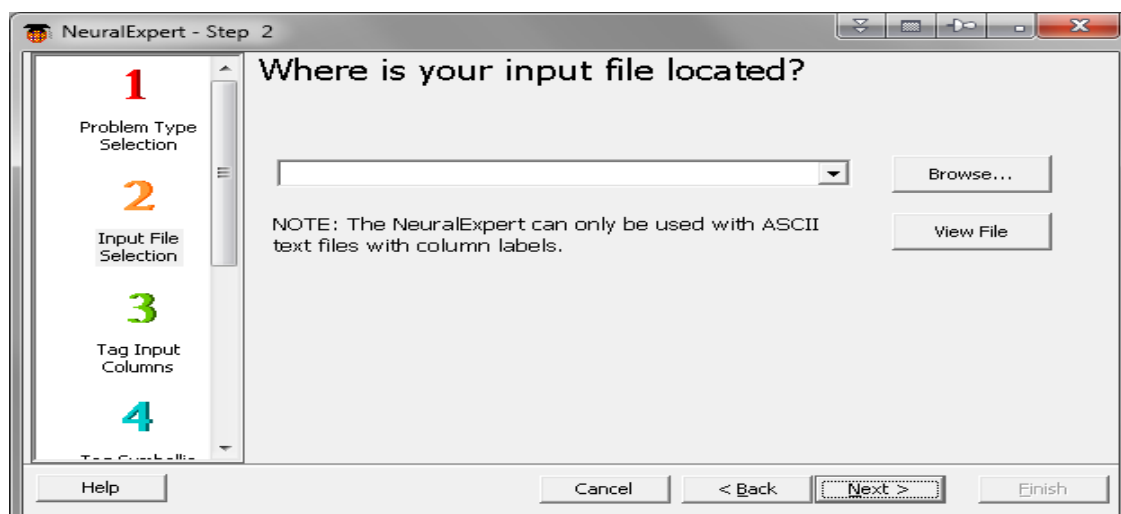 NeuralExpert - Step 2
1
Problem Type
Selection
2
Input File
Selection
3
Tag Input
Columns
4
Where is your input file located?
Browse...
NOTE: The NeuralExpert can only be used with ASCII
text files with column labels.
View File
Help
Cancel
< Back
Next >
Finish